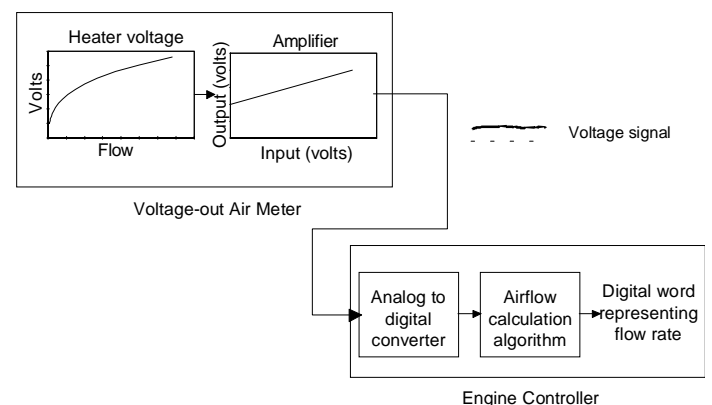 Heater voltage
Volts
Flow
Amplifier
Output (volts)
Input (volts)
Voltage-out Air Meter
Voltage signal
Analog to
digital
converter
Airflow
calculation
algorithm
Digital word
representing
flow rate
Engine Controller